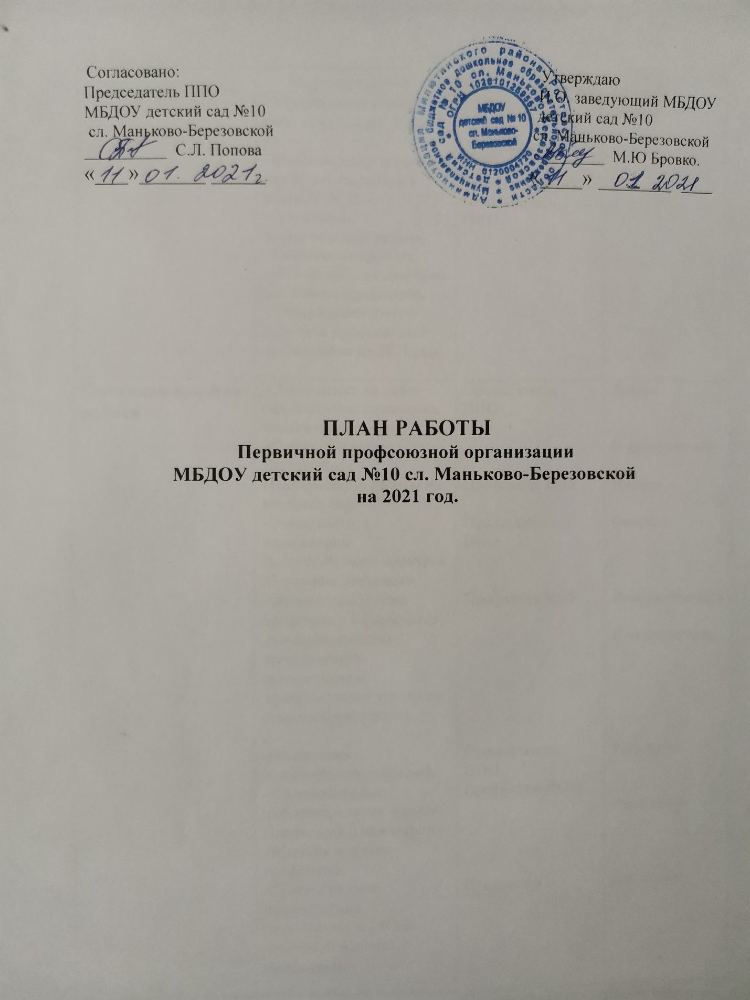 Согласовано:
Председатель ППО
МБДОУ детский сад №10
сл. Маньково-Березовской
С.Л. Попова
«11» 01. 2021г.
Утверждаю
И.О. заведующий МБДОУ
детский сад №10
сл. Маньково-Березовской
М.Ю Бровко.
«11» 01 2021
МБДОУ
детский сад № 10
сл. Маньково-
Березовской
ПЛАН РАБОТЫ
Первичной профсоюзной организации
МБДОУ детский сад №10 сл. Маньково-Березовской
на 2021 год.